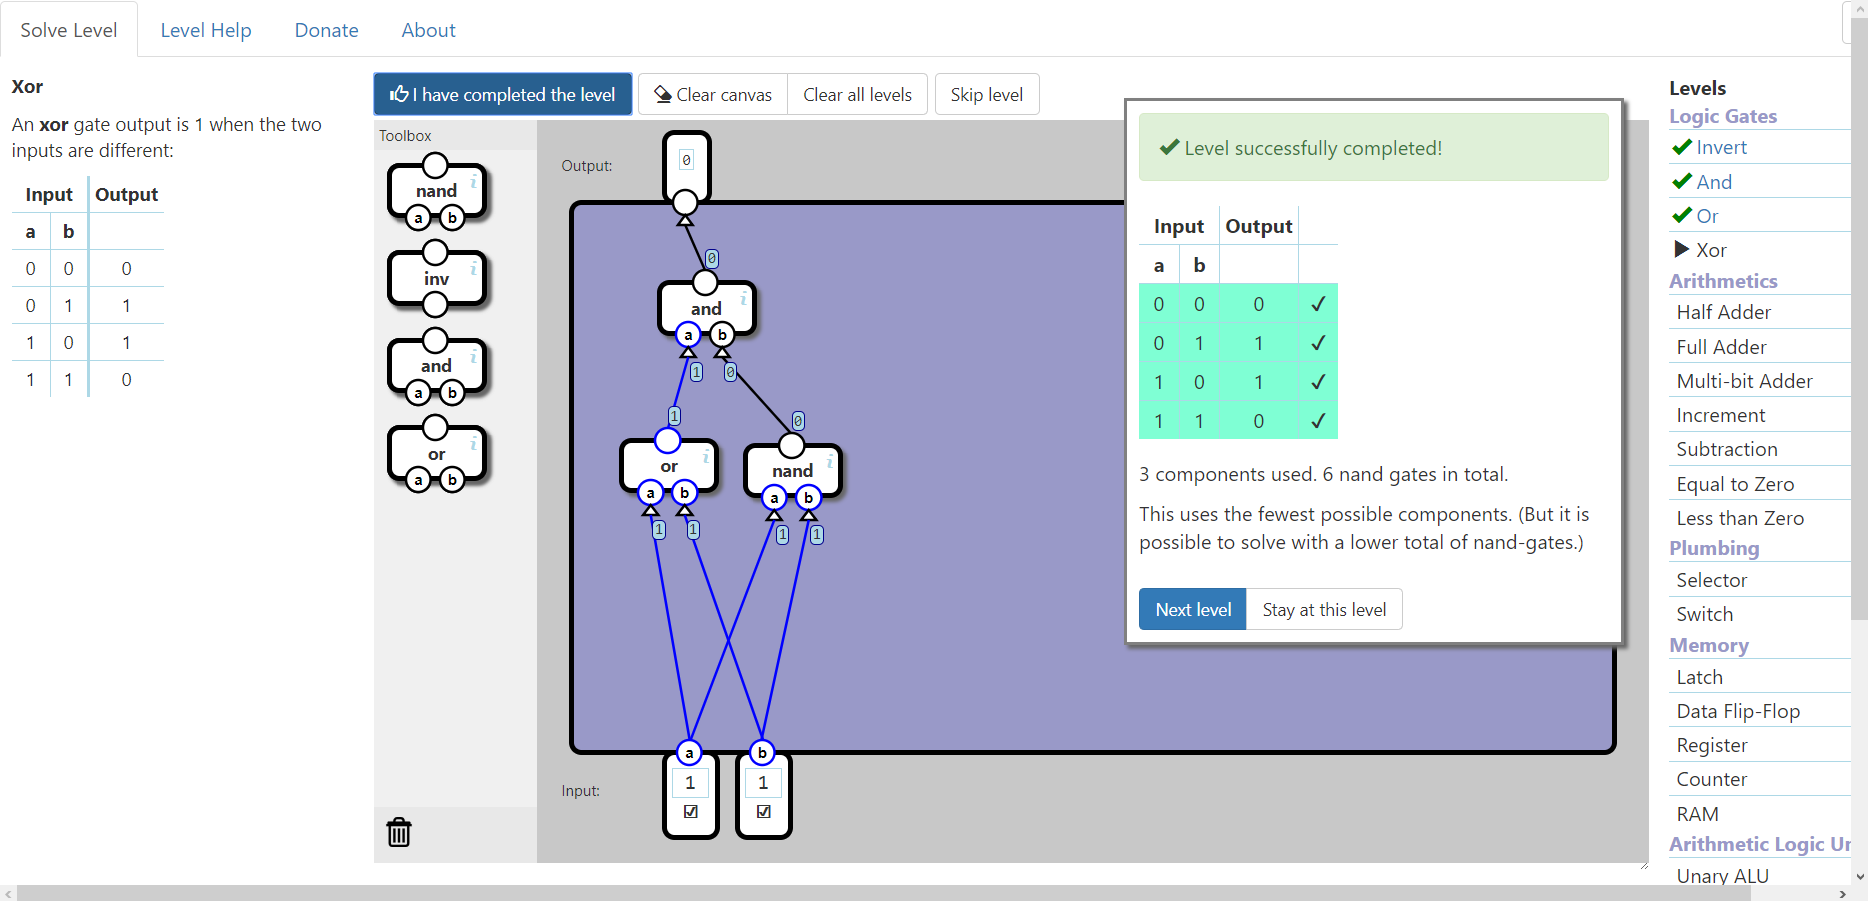 Solve Level
Level Help
Donate
About
Xor
An xor gate output is 1 when the two
inputs are different:
Input Output
a b
0 0 0
0 1 1
1 0 1
1 1 0
I have completed the level
Clear canvas
Clear all levels
Skip level
Toolbox
nand
a b
inv
and
a b
or
a b
Output:
0
0
and
a b
1 0
1 0
or
a b
nand
a b
1 1 1 1
a b
Input:
1 1
Level successfully completed!
Input Output
a b
0 0 0 ✓
0 1 1 ✓
1 0 1 ✓
1 1 0 ✓
3 components used. 6 nand gates in total.
This uses the fewest possible components. (But it is
possible to solve with a lower total of nand-gates.)
Next level
Stay at this level
Levels
Logic Gates
Invert
And
Or
Xor
Arithmetics
Half Adder
Full Adder
Multi-bit Adder
Increment
Subtraction
Equal to Zero
Less than Zero
Plumbing
Selector
Switch
Memory
Latch
Data Flip-Flop
Register
Counter
RAM
Arithmetic Logic
Unary ALU